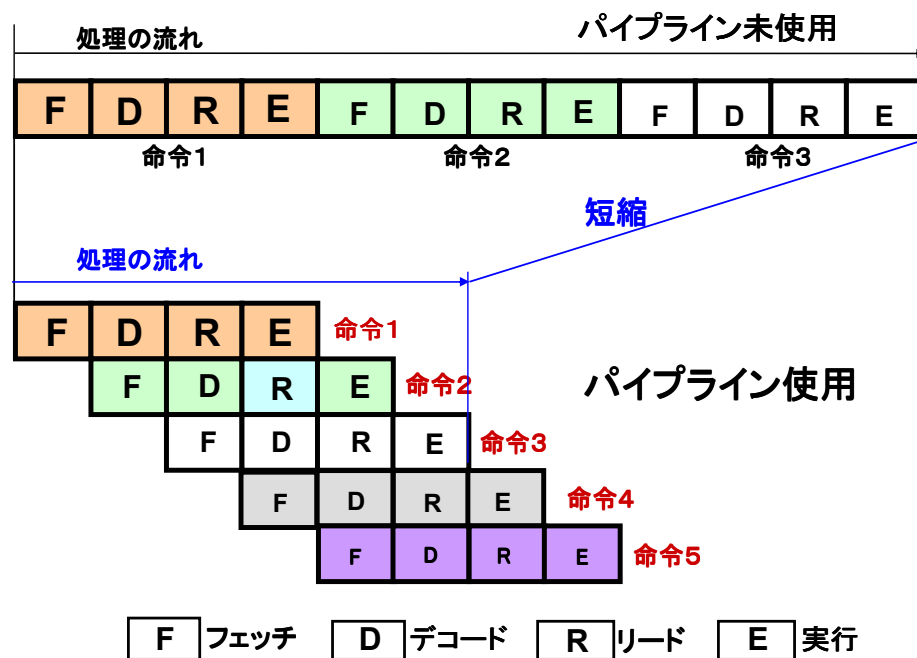 処理の流れ
パイプライン未使用
F D R E F D R E F D R E
命令1 命令2 命令3
短縮
処理の流れ
F D R E 命令1
F D R E 命令2
パイプライン使用
F D R E 命令3
F D R E 命令4
F D R E 命令5
F フェッチ D デコード R リード E 実行